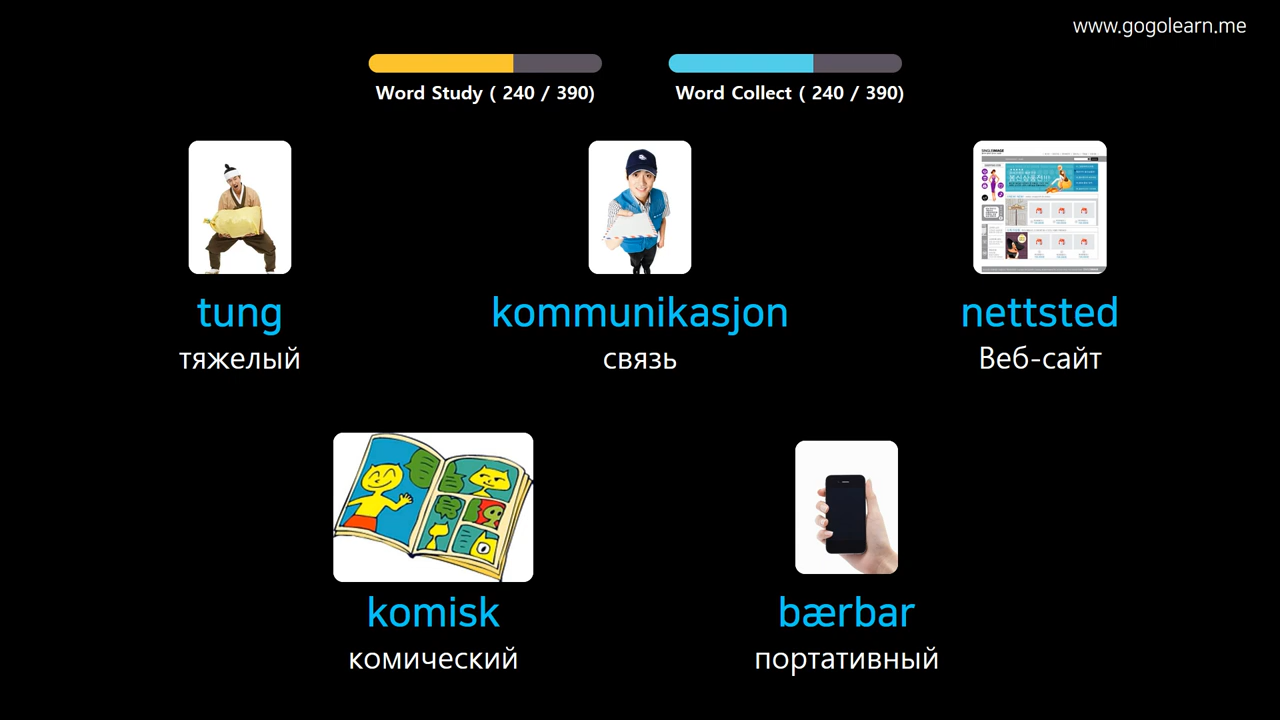 www.gogolearn.me
Word Study ( 240 / 390)
Word Collect ( 240 / 390)
tung
тяжелый
kommunikasjon
связь
nettsted
Веб-сайт
komisk
комический
bærbar
портативный